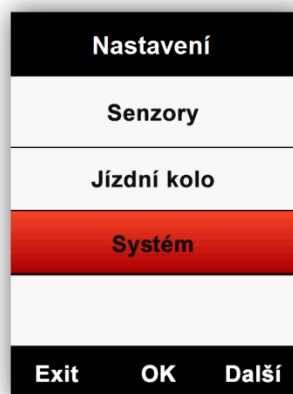 Nastavení
Senzory
Jízdní kolo
Systém
Exit OK Další